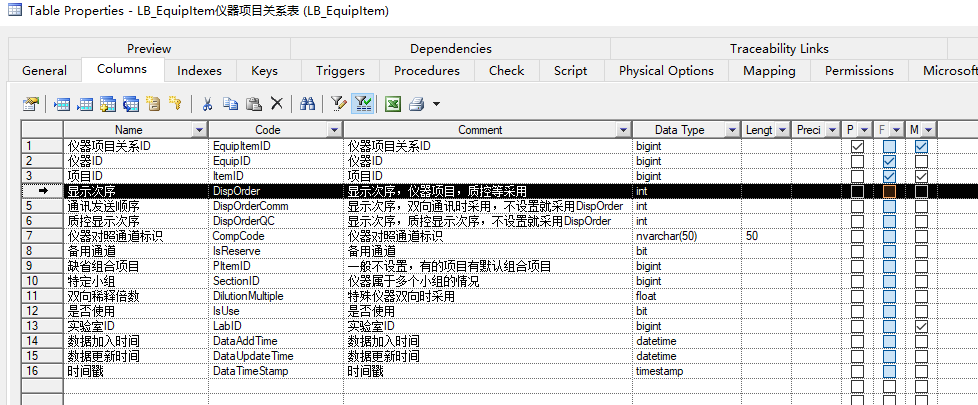 Table Properties - LB_EquipItem仪器项目关系表 (LB_EquipItem)
Preview Dependencies Traceability Links
General Columns Indexes Keys Triggers Procedures Check Script Physical Options Mapping Permissions Microsoft
Name Code Comment Data Type Lengt Preci P F M
1 仪器项目关系ID EquipItemID 仪器项目关系ID bigint
2 仪器ID EquipID 仪器ID bigint
3 项目ID ItemID 项目ID bigint
显示次序 DispOrder 显示次序，仪器项目，质控等采用 int
5 通讯发送顺序 DispOrderComm 显示次序，双向通讯时采用，不设置就采用DispOrder int
6 质控显示次序 DispOrderQC 显示次序，质控显示次序，不设置就采用DispOrder int
7 仪器对照通道标识 CompCode 仪器对照通道标识 nvarchar(50) 50
8 备用通道 IsReserve 备用通道 bit
9 缺省组合项目 PItemID 一般不设置，有的项目有默认组合项目 bigint
10 特定小组 SectionID 仪器属于多个小组的情况 bigint
11 双向稀释倍数 DilutionMultiple 特殊仪器双向时采用 float
12 是否使用 IsUse 是否使用 bit
13 实验室ID LabID 实验室ID bigint
14 数据加入时间 DataAddTime 数据加入时间 datetime
15 数据更新时间 DataUpdateTime 数据更新时间 datetime
16 时间戳 DataTimeStamp 时间戳 timestamp